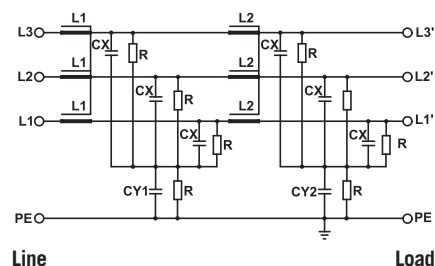 L1 L2
L3 CX R CX R L3'
L1 L2
L2 CX R CX L2'
L1 L2
L1 CX R CX R L1'
CY1 R CY2 R
PE PE
Line Load